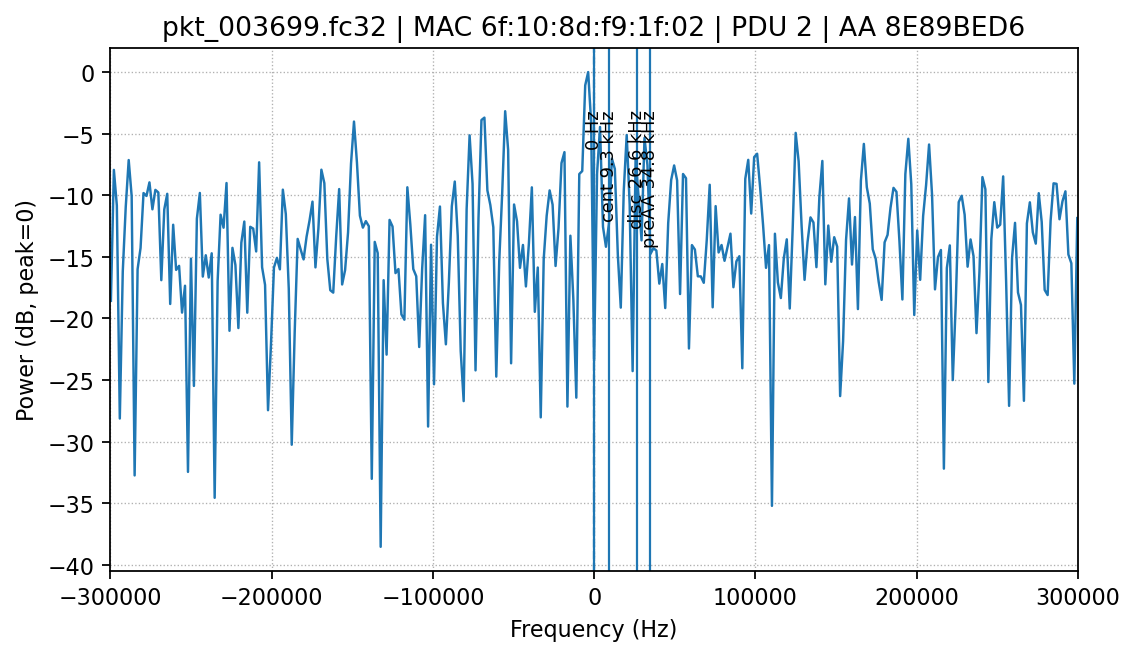 pkt_003699.fc32 | MAC 6f:10:8d:f9:1f:02 | PDU 2 | AA 8E89BED6
0
−5
−10
−15
−20
−25
−30
−35
−40
Power (dB, peak=0)
0 Hz
cent 9.3 kHz
disc 26.6 kHz
preAA 34.8 kHz
−300000
−200000
−100000
0
100000
200000
300000
Frequency (Hz)